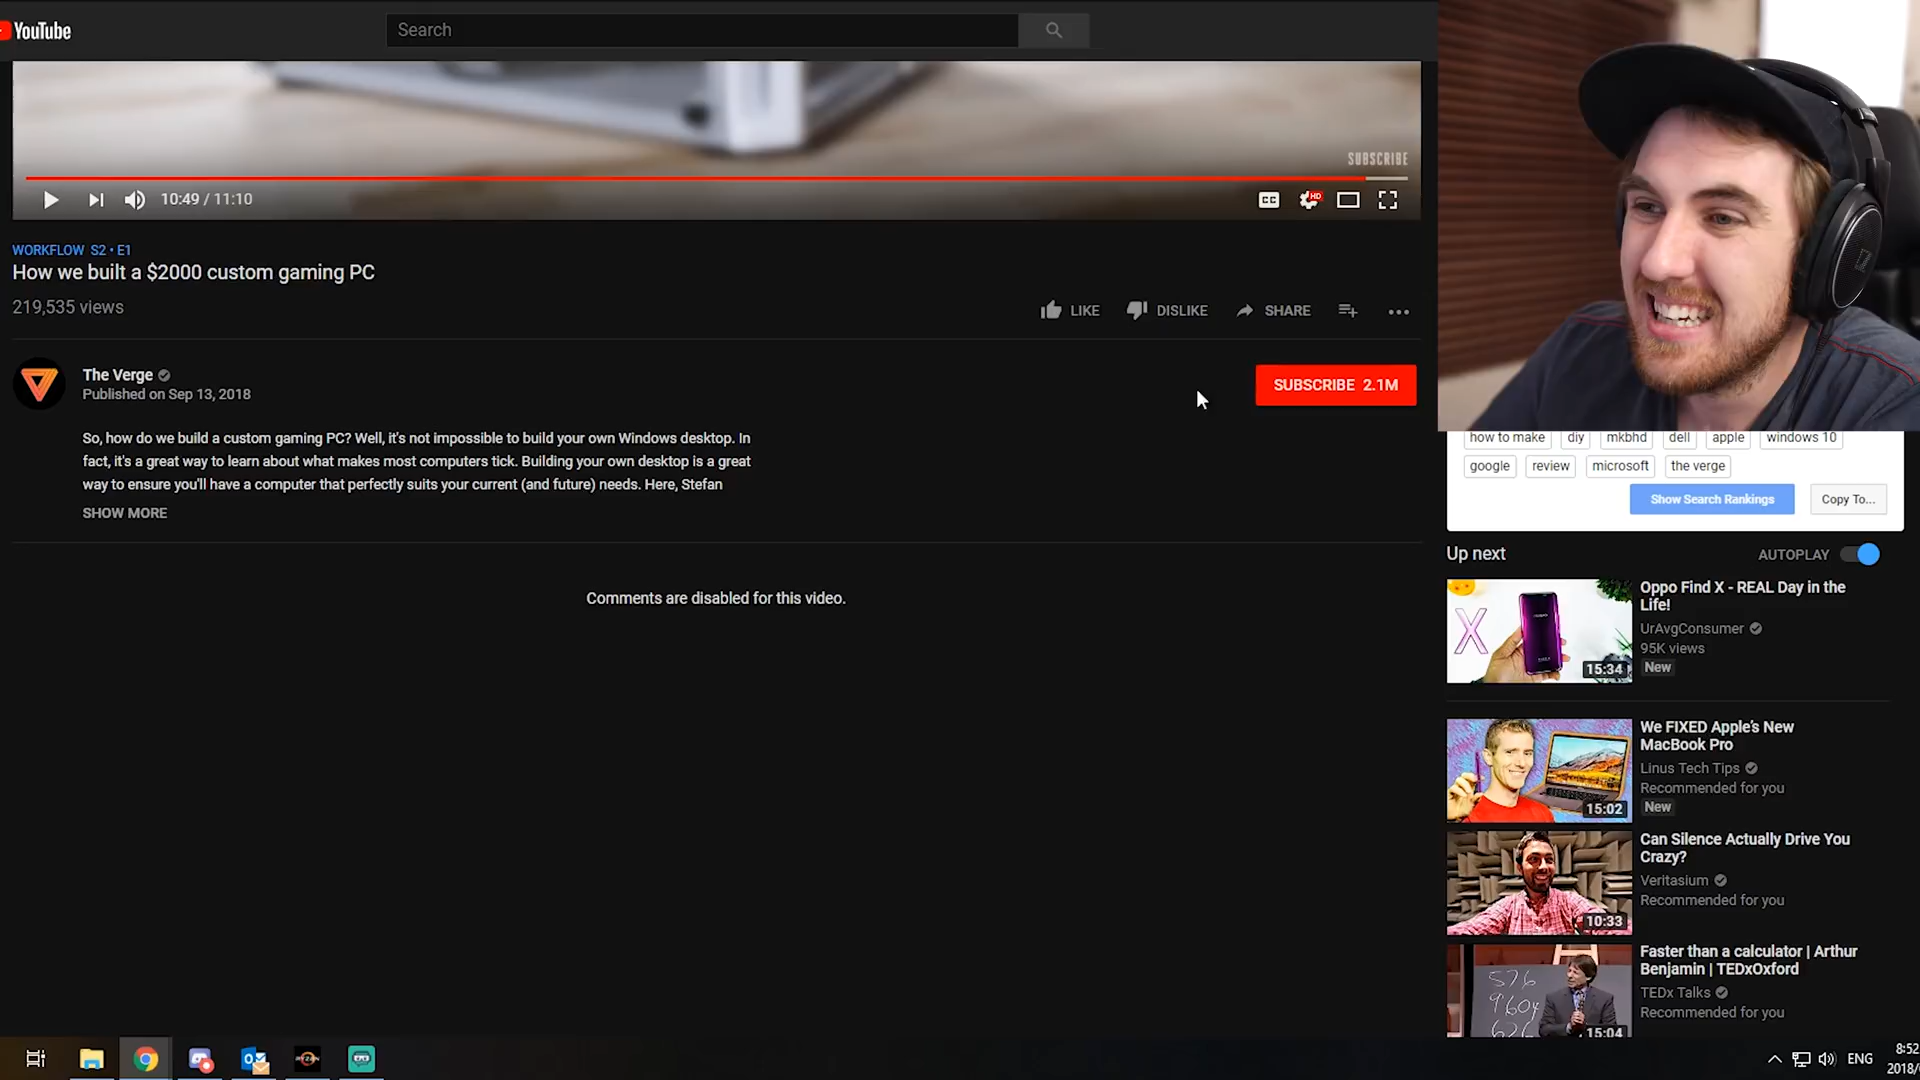 YouTube
Search
SUBSCRIBE
10:49 / 11:10
CC
HD
WORKFLOW S2 • E1
How we built a $2000 custom gaming PC
219,535 views
LIKE
DISLIKE
SHARE
The Verge
Published on Sep 13, 2018
SUBSCRIBE 2.1M
So, how do we build a custom gaming PC? Well, it's not impossible to build your own Windows desktop. In
fact, it's a great way to learn about what makes most computers tick. Building your own desktop is a great
way to ensure you'll have a computer that perfectly suits your current (and future) needs. Here, Stefan
SHOW MORE
Comments are disabled for this video.
how to make diy mkbhd dell apple windows 10
google review microsoft the verge
Show Search Rankings Copy To...
Up next
AUTOPLAY
X
15:34
Oppo Find X - REAL Day in the
Life!
UrAvgConsumer
95K views
New
15:02
We FIXED Apple's New
MacBook Pro
Linus Tech Tips
Recommended for you
New
10:33
Can Silence Actually Drive You
Crazy?
Veritasium
Recommended for you
576
9604
626
15:04
Faster than a calculator | Arthur
Benjamin | TEDxOxford
TEDx Talks
Recommended for you
RYZEN
ENG
8:52
2018/